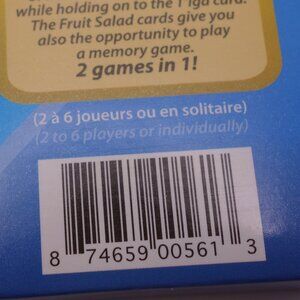 while holding on to the card.
The Fruit Salad cards give you
also the opportunity to play
a memory game.
2 games in 1!
(2 à 6 joueurs ou en solitaire)
(2 to 6 players or individually)
8 74659 00561 3